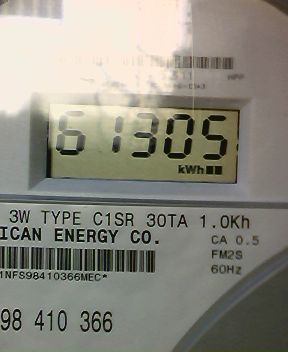 61305
kWh
3W TYPE C1SR 30TA 1.0Kh
ICAN ENERGY CO.
CA 0.5
FM2S
60Hz
1NFS98410366MEC*
98 410 366